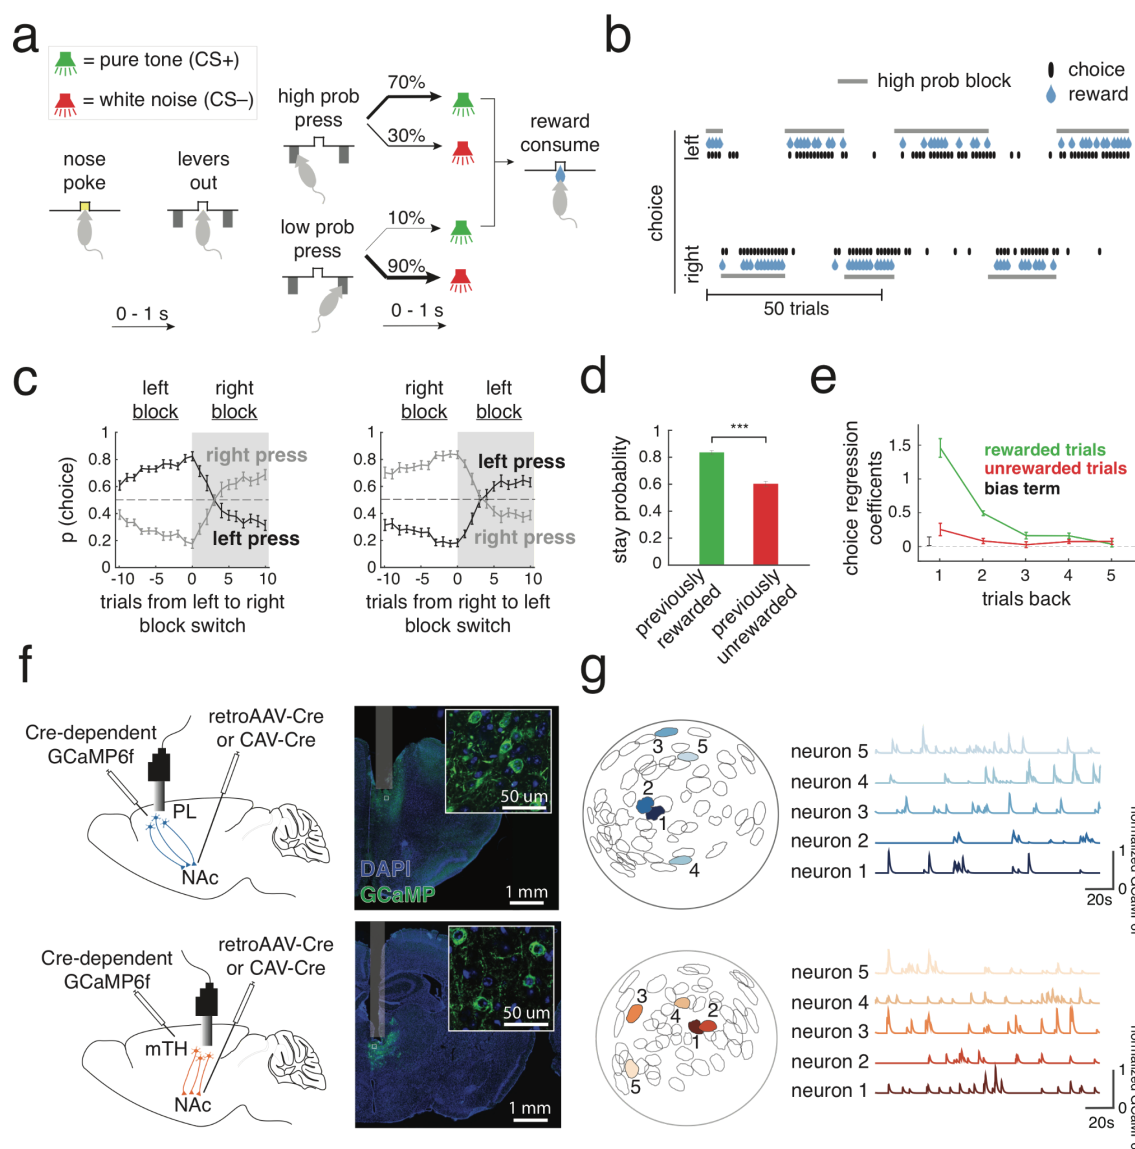 a
= pure tone (CS+)
= white noise (CS–)
nose
poke
levers
out
0 - 1 s
high prob
press
70%
30%
low prob
press
10%
90%
0 - 1 s
reward
consume
b
high prob block
choice
reward
left
choice
right
50 trials
c
left
block
right
block
1
0.8
0.6
0.4
0.2
0
p (choice)
right press
left press
-10
-5
0
5
10
trials from left to right
block switch
right
block
left
block
1
0.8
0.6
0.4
0.2
0
left press
right press
-10
-5
0
5
10
trials from right to left
block switch
d
stay probablity
1
0.8
0.6
0.4
0.2
0
***
previously
rewarded
previously
unrewarded
e
choice regression
coefficents
1.5
1
0.5
0
rewarded trials
unrewarded trials
bias term
1
2
3
4
5
trials back
f
Cre-dependent
GCaMP6f
retroAAV-Cre
or CAV-Cre
PL
NAc
50 um
DAPI
GCaMP
1 mm
Cre-dependent
GCaMP6f
retroAAV-Cre
or CAV-Cre
mTH
NAc
50 um
1 mm
g
3
5
2
1
4
neuron 5
neuron 4
neuron 3
neuron 2
neuron 1
1
0
20s
3
4
2
1
5
neuron 5
neuron 4
neuron 3
neuron 2
neuron 1
1
0
20s